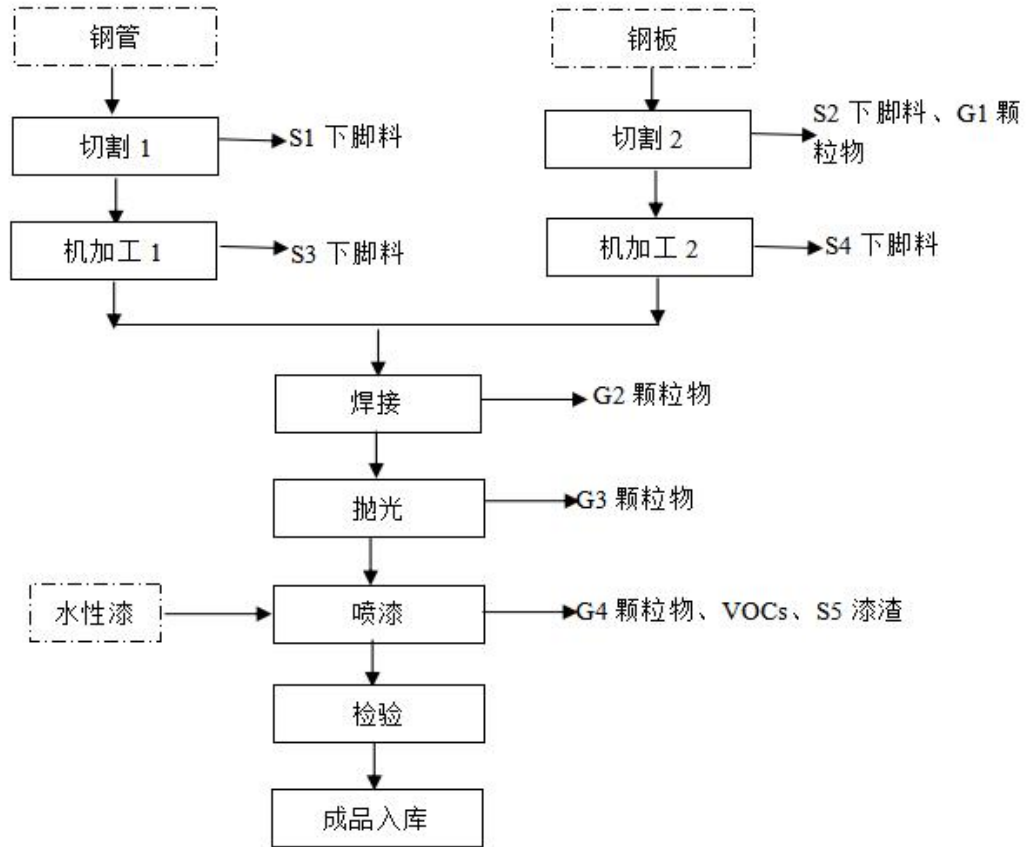 钢管
钢板
切割 1
S1 下脚料
切割 2
S2 下脚料、G1 颗
粒物
机加工 1
S3 下脚料
机加工 2
S4 下脚料
焊接
G2 颗粒物
抛光
G3 颗粒物
水性漆
喷漆
G4 颗粒物、VOCs、S5 漆渣
检验
成品入库